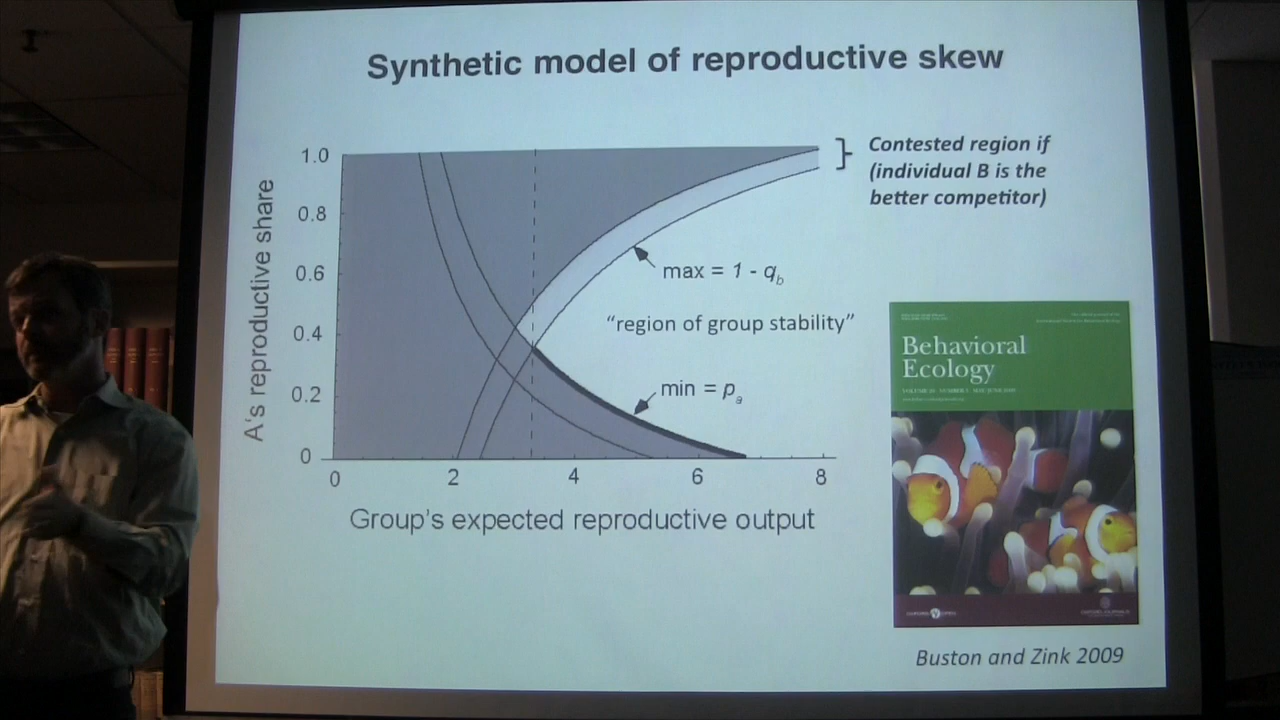 Synthetic model of reproductive skew
1.0
0.8
0.6
0.4
0.2
0
A's reproductive share
0 2 4 6 8
Group's expected reproductive output
max = 1 - q_b
"region of group stability"
min = p_a
Contested region if
(individual B is the
better competitor)
Behavioral
Ecology
Buston and Zink 2009